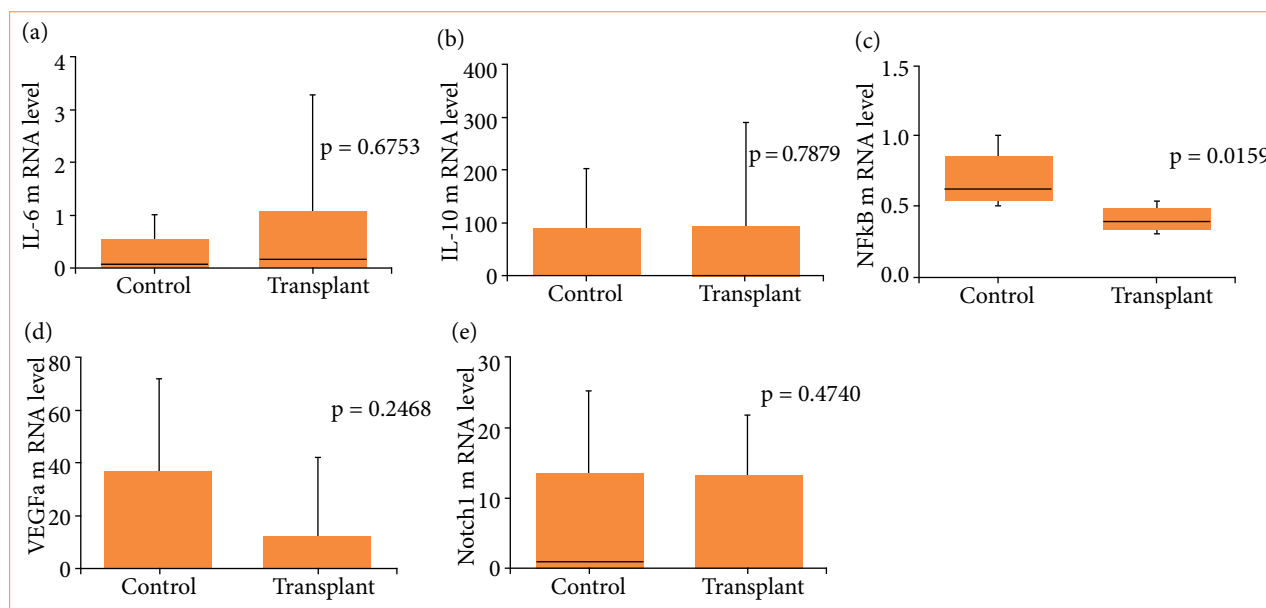 (a)
IL-6 m RNA level
4
3
2
1
0
p = 0.6753
Control
Transplant
(b)
IL-10 m RNA level
400
300
200
100
0
p = 0.7879
Control
Transplant
(c)
NFkB m RNA level
1.5
1.0
0.5
0.0
p = 0.0159
Control
Transplant
(d)
VEGFa m RNA level
80
60
40
20
0
p = 0.2468
Control
Transplant
(e)
Notch1 m RNA level
30
20
10
0
p = 0.4740
Control
Transplant